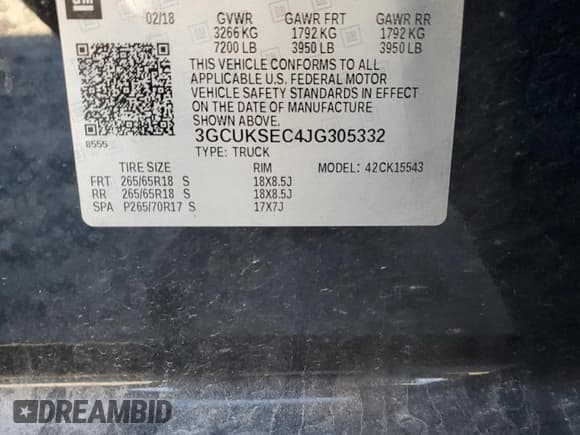 GM
02/18 GVWR GAWR FRT GAWR RR
3266 KG 1792 KG 1792 KG
7200 LB 3950 LB 3950 LB
THIS VEHICLE CONFORMS TO ALL
APPLICABLE U.S. FEDERAL MOTOR
VEHICLE SAFETY STANDARDS IN EFFECT
ON THE DATE OF MANUFACTURE
SHOWN ABOVE.
3GCUKSEC4JG305332
8555 TYPE: TRUCK
TIRE SIZE RIM MODEL: 42CK15543
FRT 265/65R18 S 18X8.5J
RR 265/65R18 S 18X8.5J
SPA P265/70R17 S 17X7J
DREAMBID